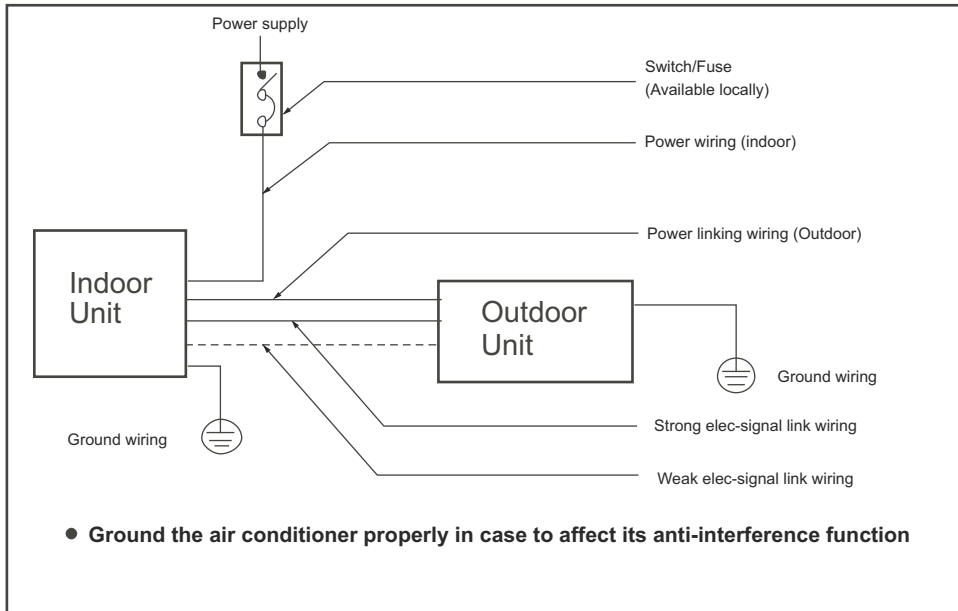 Power supply
Switch/Fuse
(Available locally)
Power wiring (indoor)
Power linking wiring (Outdoor)
Indoor
Unit
Outdoor
Unit
Ground wiring
Ground wiring
Strong elec-signal link wiring
Weak elec-signal link wiring
● Ground the air conditioner properly in case to affect its anti-interference function